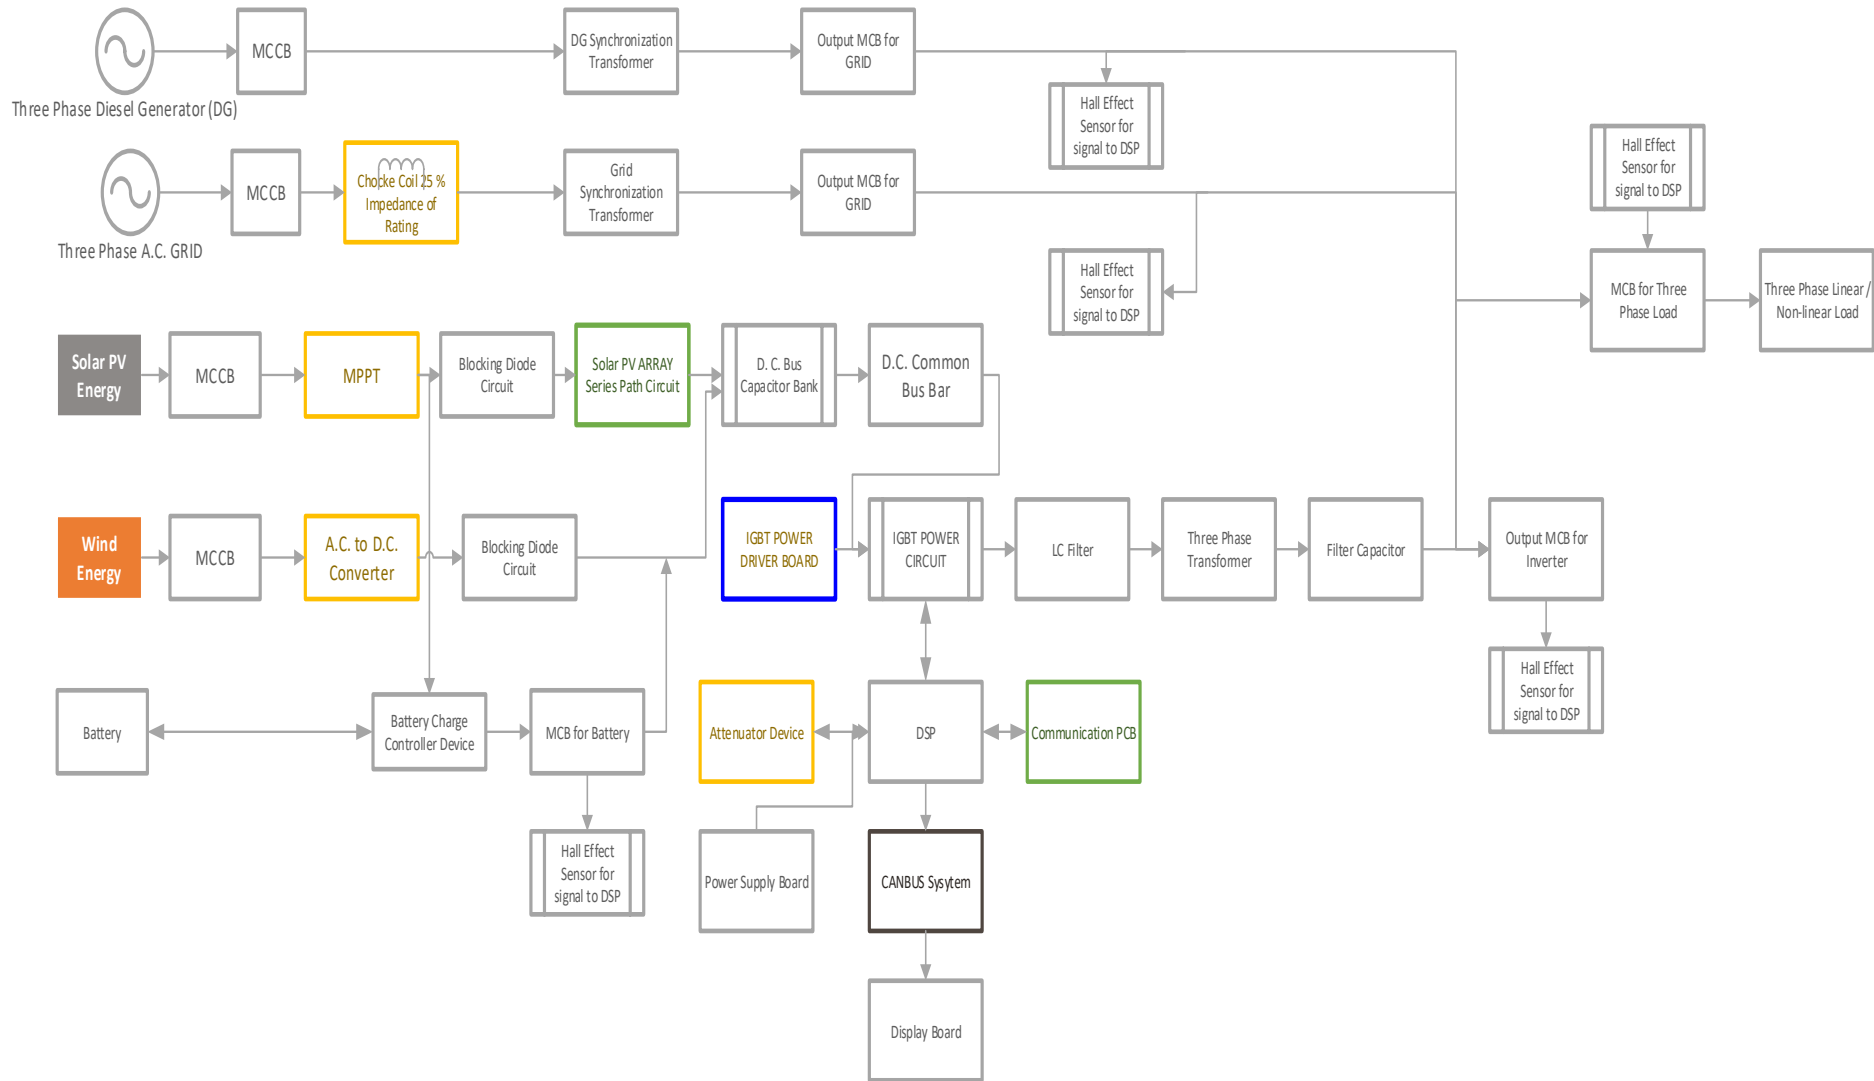 MCCB
DG Synchronization
Transformer
Output MCB for
GRID
Three Phase Diesel Generator (DG)
Hall Effect
Sensor for
signal to DSP
MCCB
Chocke Coil 25 %
Impedance of
Rating
Grid
Synchronization
Transformer
Output MCB for
GRID
Hall Effect
Sensor for
signal to DSP
Three Phase A.C. GRID
Hall Effect
Sensor for
signal to DSP
MCB for Three
Phase Load
Three Phase Linear /
Non-linear Load
Solar PV
Energy
MCCB
MPPT
Blocking Diode
Circuit
Solar PV ARRAY
Series Path Circuit
D. C. Bus
Capacitor Bank
D.C. Common
Bus Bar
Wind
Energy
MCCB
A.C. to D.C.
Converter
Blocking Diode
Circuit
IGBT POWER
DRIVER BOARD
IGBT POWER
CIRCUIT
LC Filter
Three Phase
Transformer
Filter Capacitor
Output MCB for
Inverter
Hall Effect
Sensor for
signal to DSP
Battery
Battery Charge
Controller Device
MCB for Battery
Attenuator Device
DSP
Communication PCB
Hall Effect
Sensor for
signal to DSP
Power Supply Board
CANBUS Sysytem
Display Board